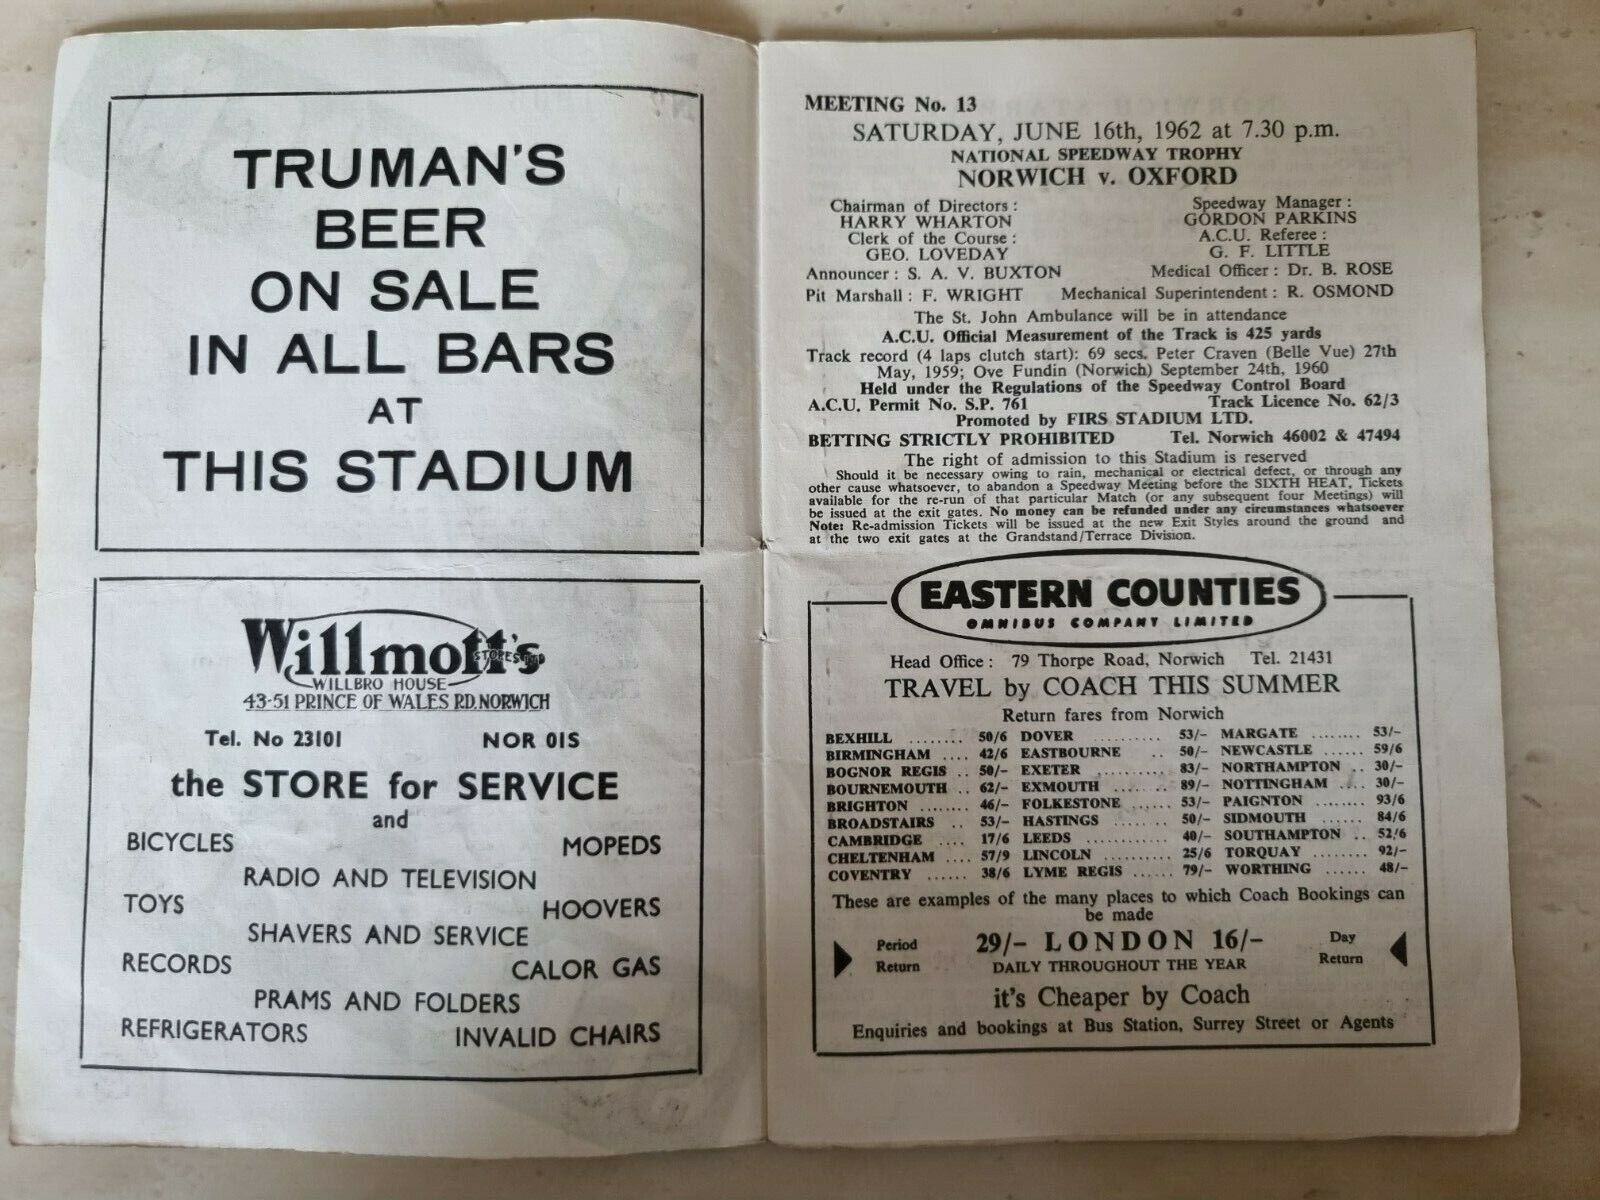 TRUMAN'S
BEER
ON SALE
IN ALL BARS
AT
THIS STADIUM
Willmott's
STORES LTD
WILLBRO HOUSE
43-51 PRINCE OF WALES RD. NORWICH
Tel. No 23101 NOR 01S
the STORE for SERVICE
and
BICYCLES MOPEDS
RADIO AND TELEVISION
TOYS HOOVERS
SHAVERS AND SERVICE
RECORDS CALOR GAS
PRAMS AND FOLDERS
REFRIGERATORS INVALID CHAIRS
MEETING No. 13
SATURDAY, JUNE 16th, 1962 at 7.30 p.m.
NATIONAL SPEEDWAY TROPHY
NORWICH v. OXFORD
Chairman of Directors : Speedway Manager :
HARRY WHARTON GORDON PARKINS
Clerk of the Course : A.C.U. Referee :
GEO. LOVEDAY G. F. LITTLE
Announcer : S. A. V. BUXTON Medical Officer : Dr. B. ROSE
Pit Marshall : F. WRIGHT Mechanical Superintendent : R. OSMOND
The St. John Ambulance will be in attendance
A.C.U. Official Measurement of the Track is 425 yards
Track record (4 laps clutch start): 69 secs. Peter Craven (Belle Vue) 27th
May, 1959; Ove Fundin (Norwich) September 24th, 1960
Held under the Regulations of the Speedway Control Board
A.C.U. Permit No. S.P. 761 Track Licence No. 62/3
Promoted by FIRS STADIUM LTD.
BETTING STRICTLY PROHIBITED Tel. Norwich 46002 & 47494
The right of admission to this Stadium is reserved
Should it be necessary owing to rain, mechanical or electrical defect, or through any
other cause whatsoever, to abandon a Speedway Meeting before the SIXTH HEAT, Tickets
available for the re-run of that particular Match (or any subsequent four Meetings) will
be issued at the exit gates. No money can be refunded under any circumstances whatsoever
Note: Re-admission Tickets will be issued at the new Exit Styles around the ground and
at the two exit gates at the Grandstand/Terrace Division.
EASTERN COUNTIES
OMNIBUS COMPANY LIMITED
Head Office : 79 Thorpe Road, Norwich Tel. 21431
TRAVEL by COACH THIS SUMMER
Return fares from Norwich
BEXHILL ........ 50/6 DOVER .......... 53/- MARGATE ........ 53/-
BIRMINGHAM .... 42/6 EASTBOURNE .. 50/- NEWCASTLE ...... 59/6
BOGNOR REGIS .. 50/- EXETER .......... 83/- NORTHAMPTON .. 30/-
BOURNEMOUTH .. 62/- EXMOUTH ........ 89/- NOTTINGHAM .... 30/-
BRIGHTON ........ 46/- FOLKESTONE ...... 53/- PAIGNTON ........ 93/6
BROADSTAIRS .. 53/- HASTINGS ........ 50/- SIDMOUTH ...... 84/6
CAMBRIDGE .... 17/6 LEEDS ............ 40/- SOUTHAMPTON .. 52/6
CHELTENHAM .... 57/9 LINCOLN .......... 25/6 TORQUAY ........ 92/-
COVENTRY ...... 38/6 LYME REGIS ...... 79/- WORTHING ...... 48/-
These are examples of the many places to which Coach Bookings can
be made
Period 29/- LONDON 16/- Day
Return DAILY THROUGHOUT THE YEAR Return
it's Cheaper by Coach
Enquiries and bookings at Bus Station, Surrey Street or Agents